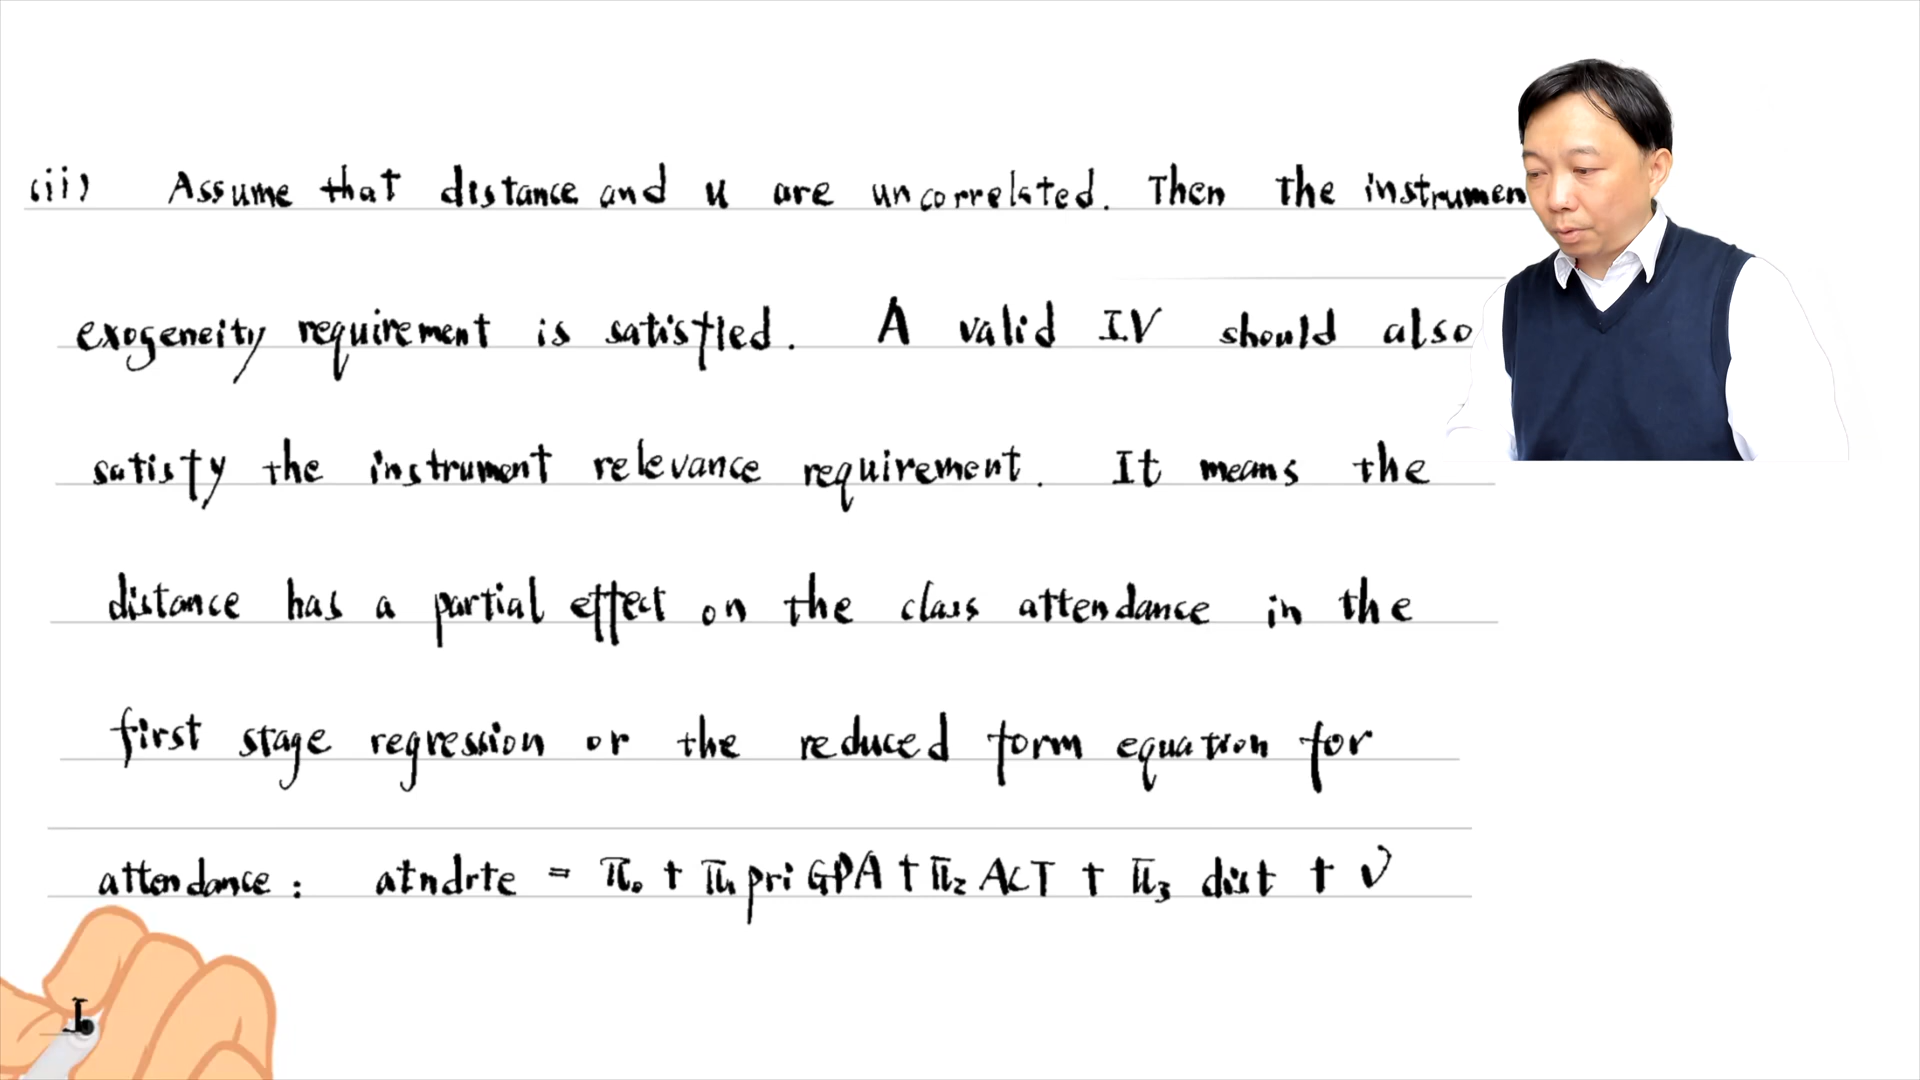 (ii) Assume that distance and u are uncorrelated. Then the instrumen
exogeneity requirement is satisfied. A valid IV should also
satisfy the instrument relevance requirement. It means the
distance has a partial effect on the class attendance in the
first stage regression or the reduced form equation for
attendance: atndrte = π₀ + π₁ priGPA + π₂ ACT + π₃ dist + ν
I